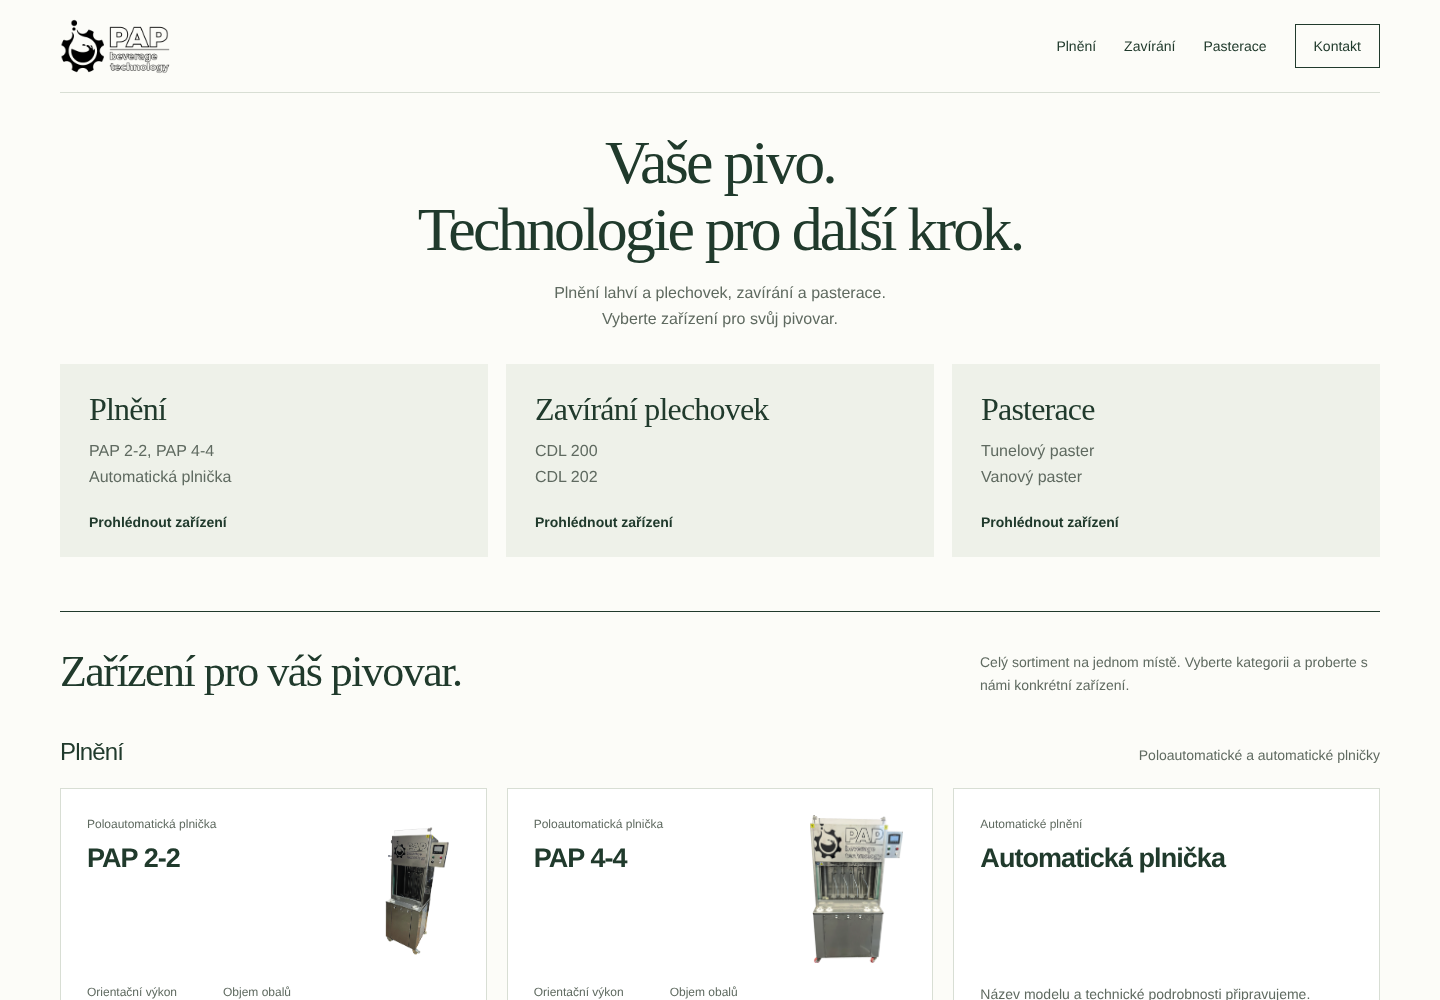 PAP
beverage
technology
Plnění
Zavírání
Pasterace
Kontakt
Vaše pivo.
Technologie pro další krok.
Plnění lahví a plechovek, zavírání a pasterace.
Vyberte zařízení pro svůj pivovar.
Plnění
PAP 2-2, PAP 4-4
Automatická plnička
Prohlédnout zařízení
Zavírání plechovek
CDL 200
CDL 202
Prohlédnout zařízení
Pasterace
Tunelový paster
Vanový paster
Prohlédnout zařízení
Zařízení pro váš pivovar.
Celý sortiment na jednom místě. Vyberte kategorii a proberte s
námi konkrétní zařízení.
Plnění
Poloautomatické a automatické plničky
Poloautomatická plnička
PAP 2-2
Orientační výkon
Objem obalů
Poloautomatická plnička
PAP 4-4
PAP
beverage
technology
Orientační výkon
Objem obalů
Automatické plnění
Automatická plnička
Název modelu a technické podrobnosti připravujeme.